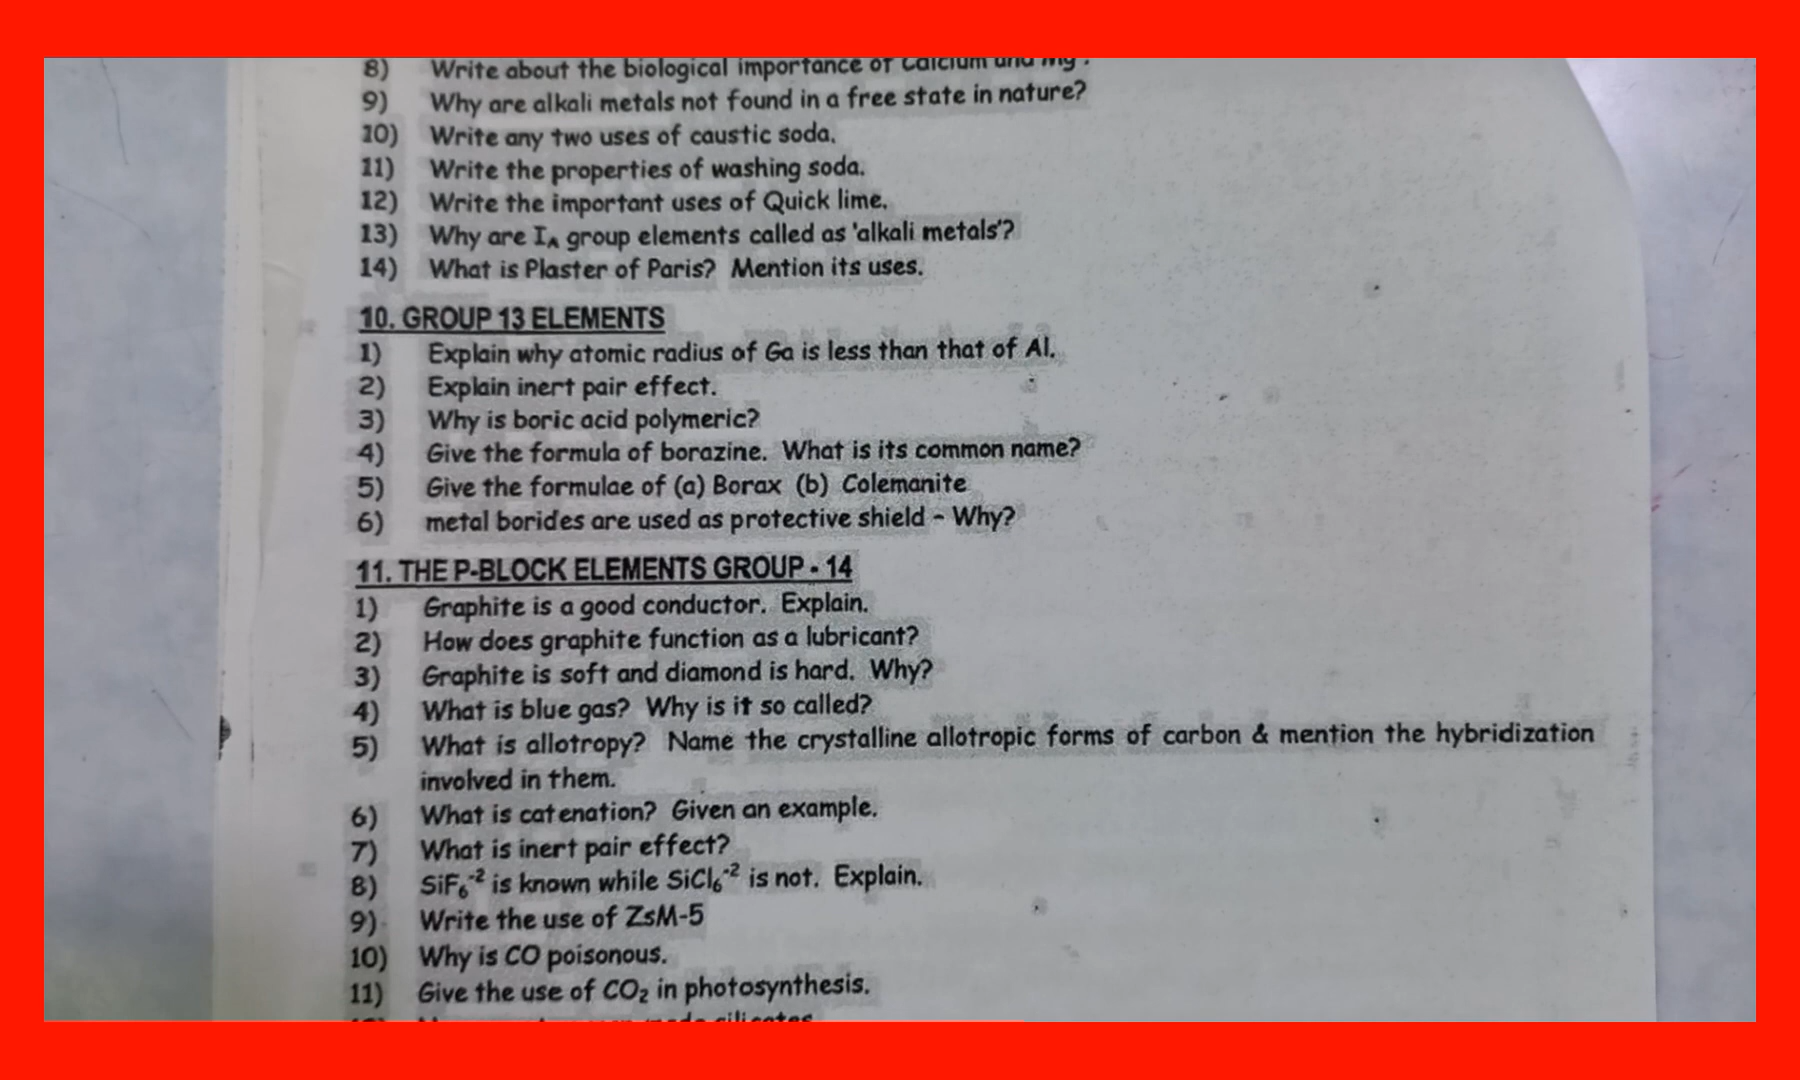 8) Write about the biological importance of Calcium and Mg.
9) Why are alkali metals not found in a free state in nature?
10) Write any two uses of caustic soda.
11) Write the properties of washing soda.
12) Write the important uses of Quick lime.
13) Why are I_A group elements called as 'alkali metals'?
14) What is Plaster of Paris? Mention its uses.
10. GROUP 13 ELEMENTS
1) Explain why atomic radius of Ga is less than that of Al.
2) Explain inert pair effect.
3) Why is boric acid polymeric?
4) Give the formula of borazine. What is its common name?
5) Give the formulae of (a) Borax (b) Colemanite
6) metal borides are used as protective shield - Why?
11. THE P-BLOCK ELEMENTS GROUP - 14
1) Graphite is a good conductor. Explain.
2) How does graphite function as a lubricant?
3) Graphite is soft and diamond is hard. Why?
4) What is blue gas? Why is it so called?
5) What is allotropy? Name the crystalline allotropic forms of carbon & mention the hybridization
involved in them.
6) What is catenation? Given an example.
7) What is inert pair effect?
8) SiF₆⁻² is known while SiCl₆⁻² is not. Explain.
9) Write the use of ZsM-5
10) Why is CO poisonous.
11) Give the use of CO₂ in photosynthesis.
silicates